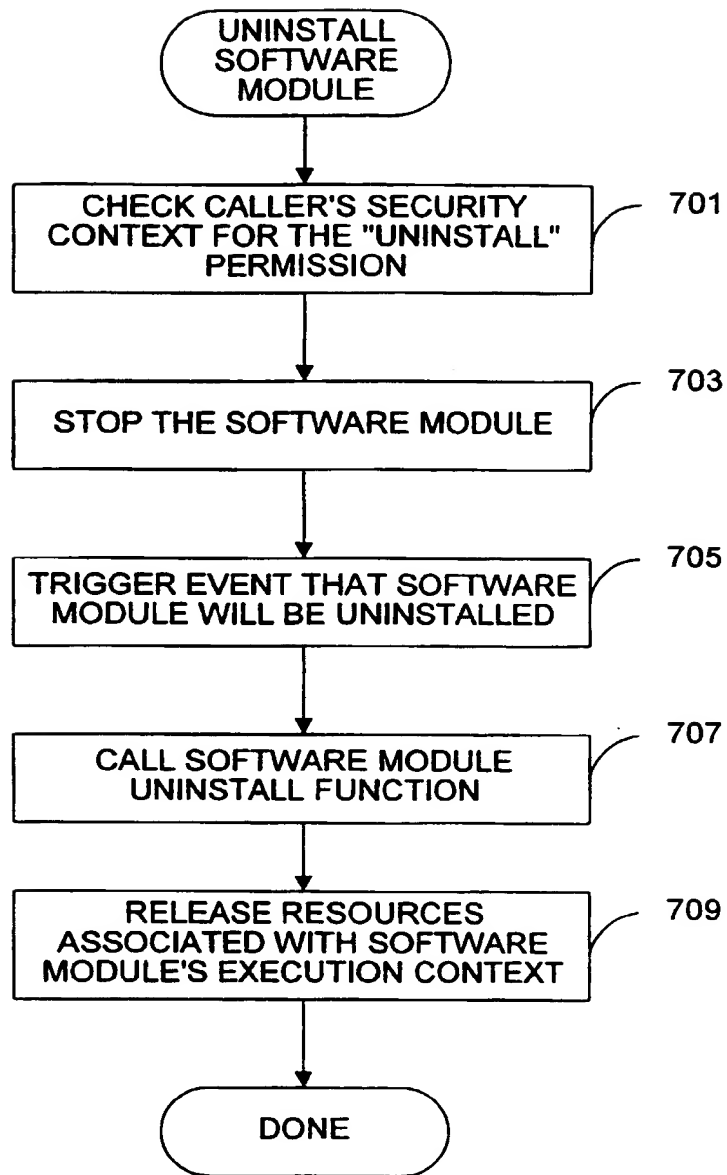 UNINSTALL
SOFTWARE
MODULE
CHECK CALLER'S SECURITY
CONTEXT FOR THE "UNINSTALL"
PERMISSION
701
STOP THE SOFTWARE MODULE
703
TRIGGER EVENT THAT SOFTWARE
MODULE WILL BE UNINSTALLED
705
CALL SOFTWARE MODULE
UNINSTALL FUNCTION
707
RELEASE RESOURCES
ASSOCIATED WITH SOFTWARE
MODULE'S EXECUTION CONTEXT
709
DONE